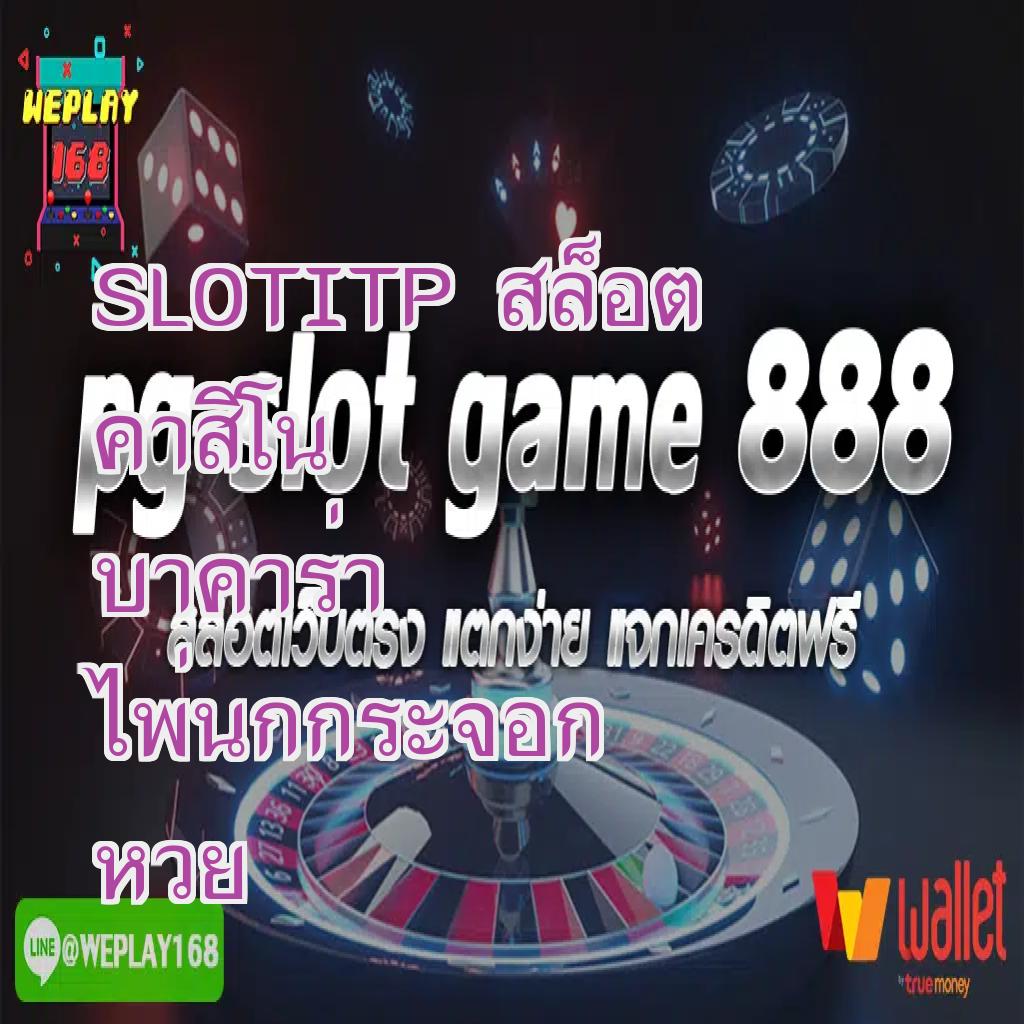 WEPLAY
168
SLOTITP สล็อต
pg slot game 888
คาสิโน
บาคาร่า
สล็อตเว็บตรง แตกง่าย แจกเครดิตฟรี
ไพ่นกกระจอก
หวย
LINE @WEPLAY168
wallet
by truemoney